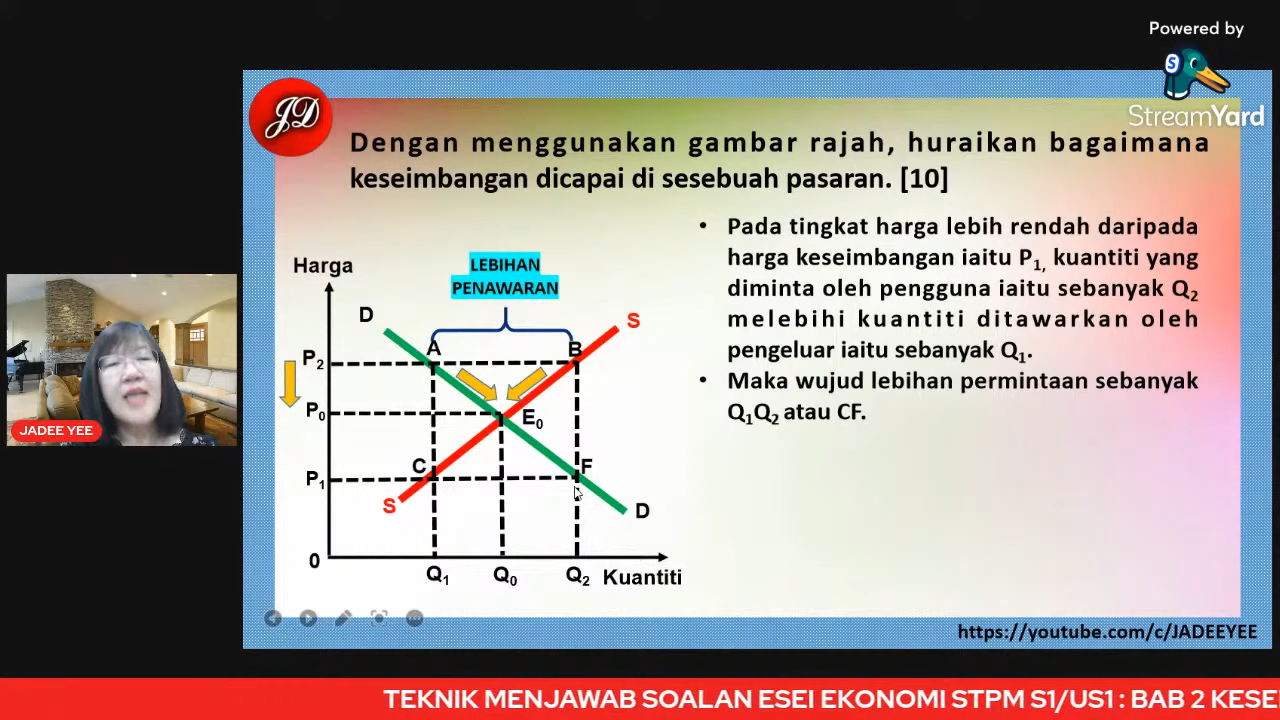 Powered by
S
StreamYard
JD
Dengan menggunakan gambar rajah, huraikan bagaimana
keseimbangan dicapai di sesebuah pasaran. [10]
• Pada tingkat harga lebih rendah daripada
harga keseimbangan iaitu P1, kuantiti yang
diminta oleh pengguna iaitu sebanyak Q2
melebihi kuantiti ditawarkan oleh
pengeluar iaitu sebanyak Q1.
• Maka wujud lebihan permintaan sebanyak
Q1Q2 atau CF.
Harga
LEBIHAN
PENAWARAN
D
S
A
B
P2
P0
E0
C
F
P1
S
D
0
Q1
Q0
Q2
Kuantiti
JADEE YEE
https://youtube.com/c/JADEEYEE
TEKNIK MENJAWAB SOALAN ESEI EKONOMI STPM S1/US1 : BAB 2 KESE